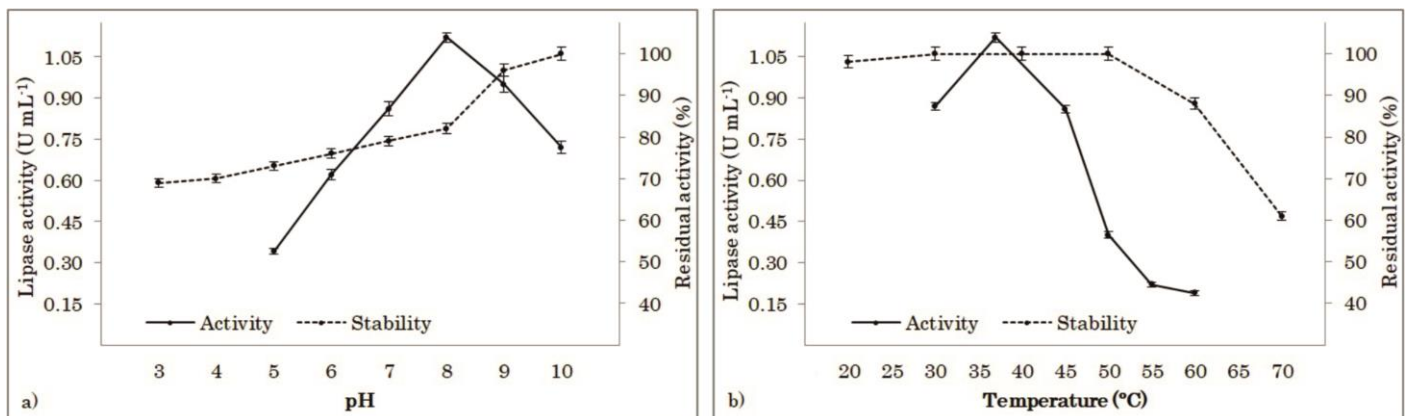 Lipase activity (U mL-1)
1.05
0.90
0.75
0.60
0.45
0.30
0.15
100
90
80
70
60
50
40
Residual activity (%)
Activity
Stability
3 4 5 6 7 8 9 10
a)
pH
Lipase activity (U mL-1)
1.05
0.90
0.75
0.60
0.45
0.30
0.15
100
90
80
70
60
50
40
Residual activity (%)
Activity
Stability
20 25 30 35 40 45 50 55 60 65 70
b)
Temperature (ºC)